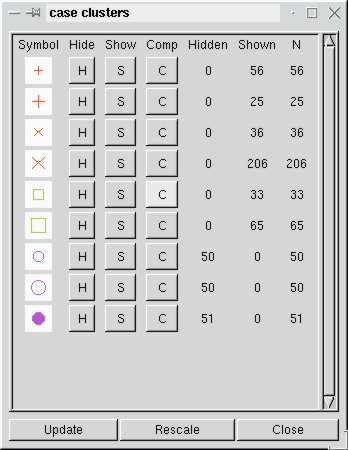 case clusters
Symbol Hide Show Comp Hidden Shown N
H S C 0 56 56
H S C 0 25 25
H S C 0 36 36
H S C 0 206 206
H S C 0 33 33
H S C 0 65 65
H S C 50 0 50
H S C 50 0 50
H S C 51 0 51
Update Rescale Close